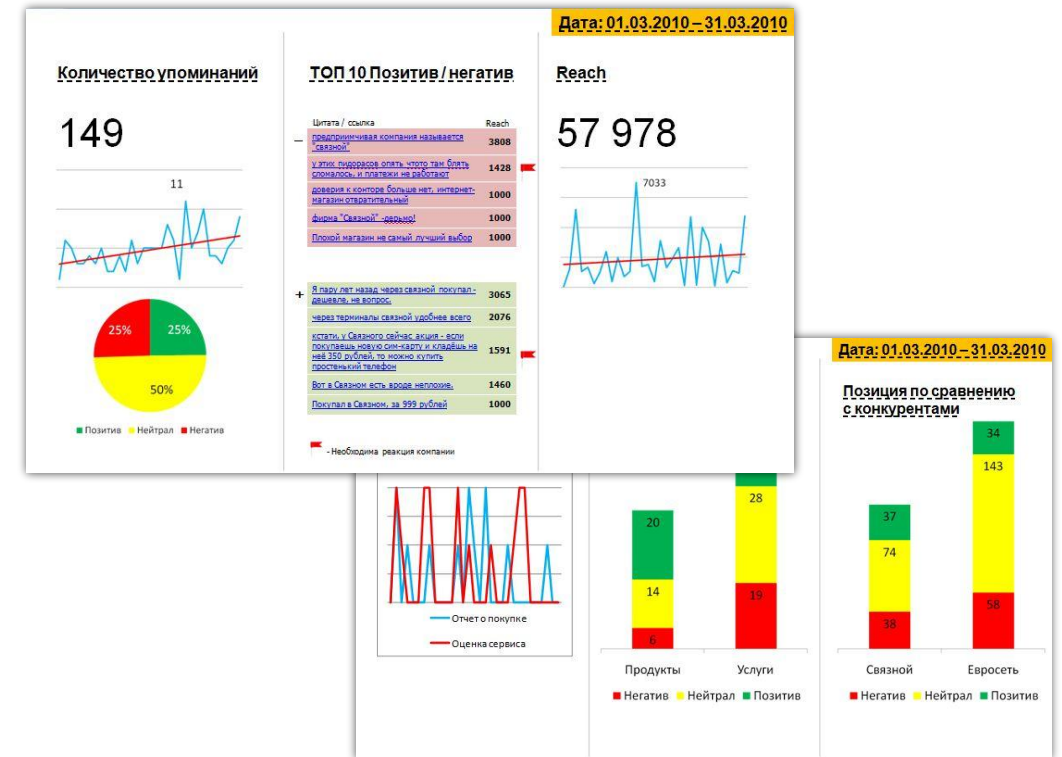 Дата: 01.03.2010 – 31.03.2010
Количество упоминаний
149
11
25%
25%
50%
Позитив Нейтрал Негатив
ТОП 10 Позитив / негатив
Цитата / ссылка Reach
–
предприимчивая компания называется
"связной"
3808
у этих пидорасов опять чтото там блять
сломалось, и платежи не работают
1428
доверия к конторе больше нет, интернет-
магазин отвратительный
1000
фирма "Связной" -дерьмо!
1000
Плохой магазин не самый лучший выбор
1000
+
Я пару лет назад через связной покупал -
дешевле, не вопрос.
3065
через терминалы связной удобнее всего
2076
кстати, у Связного сейчас акция - если
покупаешь новую сим-карту и кладёшь на
неё 350 рублей, то можно купить
простенький телефон
1591
Вот в Связном есть вроде неплохие.
1460
Покупал в Связном, за 999 рублей
1000
- Необходима реакция компании
Reach
57 978
7033
Дата: 01.03.2010 – 31.03.2010
Отчет о покупке
Оценка сервиса
20
14
6
28
19
Продукты Услуги
Негатив Нейтрал Позитив
Позиция по сравнению
с конкурентами
37
74
38
34
143
58
Связной Евросеть
Негатив Нейтрал Позитив